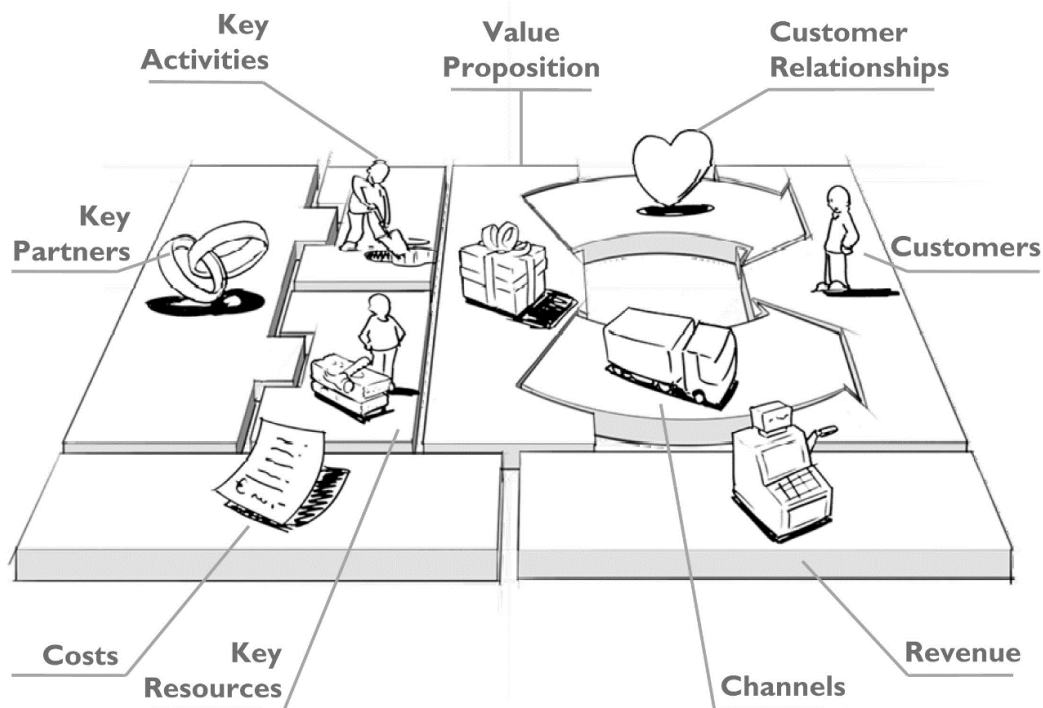 Key
Activities
Value
Proposition
Customer
Relationships
Key
Partners
Customers
Costs
Key
Resources
Channels
Revenue